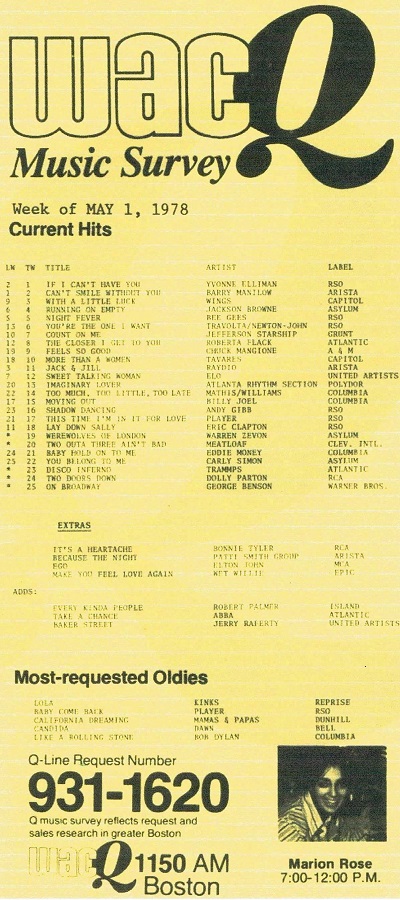 wacQ
Music Survey
Week of MAY 1, 1978
Current Hits
LW TW TITLE ARTIST LABEL
2 1 IF I CAN'T HAVE YOU YVONNE ELLIMAN RSO
1 2 CAN'T SMILE WITHOUT YOU BARRY MANILOW ARISTA
9 3 WITH A LITTLE LUCK WINGS CAPITOL
6 4 RUNNING ON EMPTY JACKSON BROWNE ASYLUM
5 5 NIGHT FEVER BEE GEES RSO
13 6 YOU'RE THE ONE I WANT TRAVOLTA/NEWTON-JOHN RSO
10 7 COUNT ON ME JEFFERSON STARSHIP GRUNT
12 8 THE CLOSER I GET TO YOU ROBERTA FLACK ATLANTIC
19 9 FEELS SO GOOD CHUCK MANGIONE A & M
18 10 MORE THAN A WOMEN TAVARES CAPITOL
3 11 JACK & JILL RAYDIO ARISTA
7 12 SWEET TALKING WOMAN ELO UNITED ARTISTS
20 13 IMAGINARY LOVER ATLANTA RHYTHM SECTION POLYDOR
22 14 TOO MUCH, TOO LITTLE, TOO LATE MATHIS/WILLIAMS COLUMBIA
17 15 MOVING OUT BILLY JOEL COLUMBIA
23 16 SHADOW DANCING ANDY GIBB RSO
21 17 THIS TIME I'M IN IT FOR LOVE PLAYER RSO
11 18 LAY DOWN SALLY ERIC CLAPTON RSO
* 19 WEREWOLVES OF LONDON WARREN ZEVON ASYLUM
* 20 TWO OUTA THREE AIN'T BAD MEATLOAF CLEV. INTL.
24 21 BABY HOLD ON TO ME EDDIE MONEY COLUMBIA
25 22 YOU BELONG TO ME CARLY SIMON ASYLUM
* 23 DISCO INFERNO TRAMMPS ATLANTIC
* 24 TWO DOORS DOWN DOLLY PARTON RCA
* 25 ON BROADWAY GEORGE BENSON WARNER BROS.
EXTRAS
IT'S A HEARTACHE BONNIE TYLER RCA
BECAUSE THE NIGHT PATTI SMITH GROUP ARISTA
EGO ELTON JOHN MCA
MAKE YOU FEEL LOVE AGAIN WET WILLIE EPIC
ADDS:
EVERY KINDA PEOPLE ROBERT PALMER ISLAND
TAKE A CHANCE ABBA ATLANTIC
BAKER STREET JERRY RAFERTY UNITED ARTISTS
Most-requested Oldies
LOLA KINKS REPRISE
BABY COME BACK PLAYER RSO
CALIFORNIA DREAMING MAMAS & PAPAS DUNHILL
CANDIDA DAWN BELL
LIKE A ROLLING STONE BOB DYLAN COLUMBIA
Q-Line Request Number
931-1620
Q music survey reflects request and
sales research in greater Boston
wacQ 1150 AM
Boston
Marion Rose
7:00-12:00 P.M.